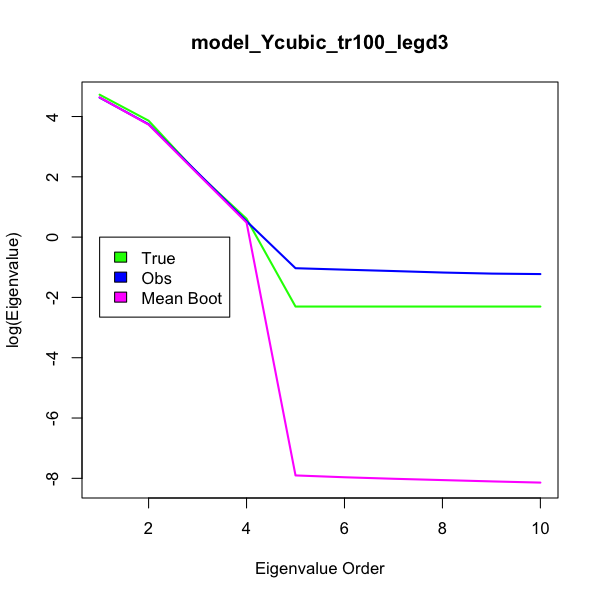 model_Ycubic_tr100_legd3
log(Eigenvalue)
4
2
0
-2
-4
-6
-8
True
Obs
Mean Boot
2
4
6
8
10
Eigenvalue Order